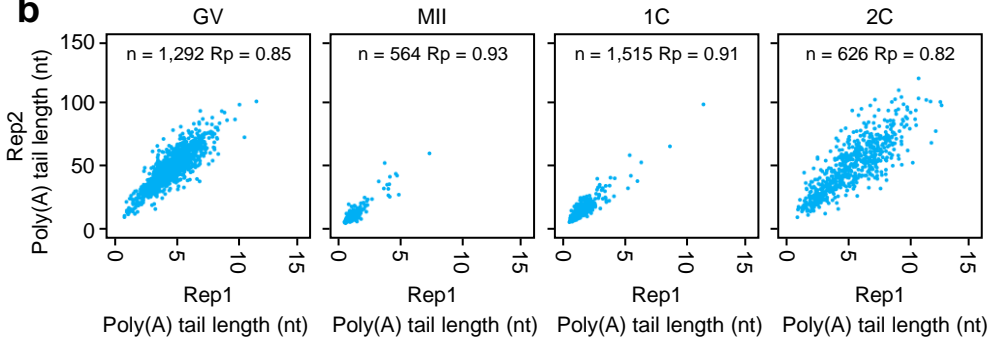 b
GV
MII
1C
2C
n = 1,292 Rp = 0.85
n = 564 Rp = 0.93
n = 1,515 Rp = 0.91
n = 626 Rp = 0.82
Rep2
Poly(A) tail length (nt)
150
100
50
0
0 5 10 15
0 5 10 15
0 5 10 15
0 5 10 15
Rep1
Rep1
Rep1
Rep1
Poly(A) tail length (nt)
Poly(A) tail length (nt)
Poly(A) tail length (nt)
Poly(A) tail length (nt)